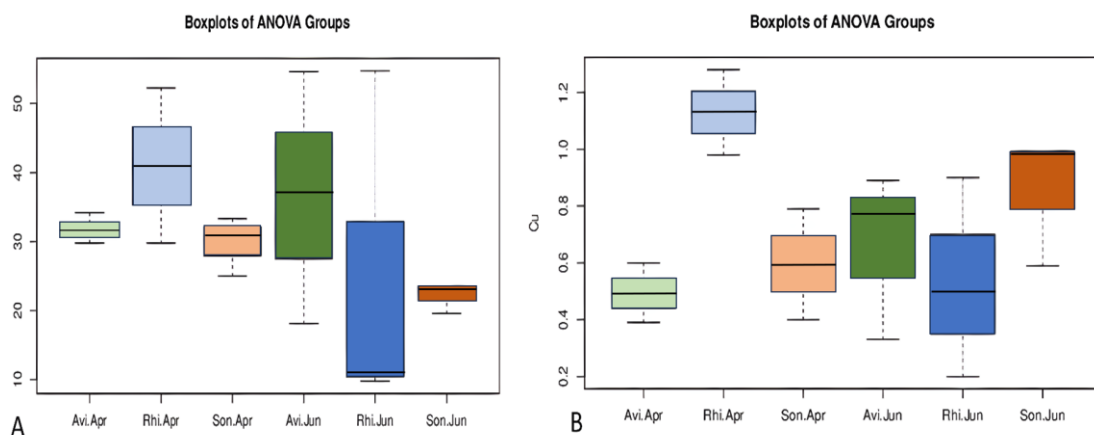 Boxplots of ANOVA Groups
50
40
30
20
10
Avi.Apr Rhi.Apr Son.Apr Avi.Jun Rhi.Jun Son.Jun
A
Boxplots of ANOVA Groups
Cu
1.2
1.0
0.8
0.6
0.4
0.2
Avi.Apr Rhi.Apr Son.Apr Avi.Jun Rhi.Jun Son.Jun
B